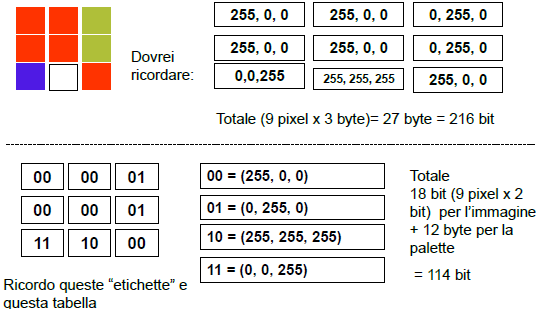 255, 0, 0 255, 0, 0 0, 255, 0
255, 0, 0 255, 0, 0 0, 255, 0
Dovrei
ricordare:
0,0,255 255, 255, 255 255, 0, 0
Totale (9 pixel x 3 byte)= 27 byte = 216 bit
00 00 01
00 00 01
11 10 00
Ricordo queste “etichette” e
questa tabella
00 = (255, 0, 0)
01 = (0, 255, 0)
10 = (255, 255, 255)
11 = (0, 0, 255)
Totale
18 bit (9 pixel x 2
bit) per l’immagine
+ 12 byte per la
palette
= 114 bit